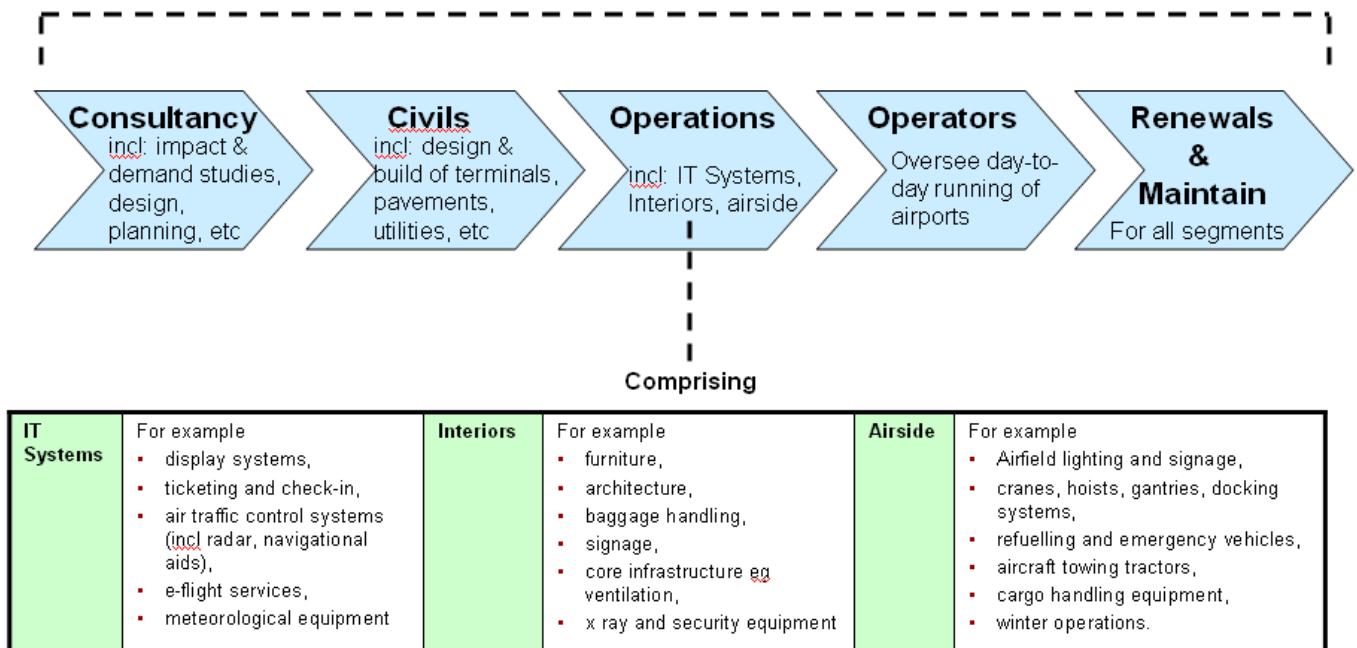 Consultancy
incl: impact &
demand studies,
design,
planning, etc
Civils
incl: design &
build of terminals,
pavements,
utilities, etc
Operations
incl: IT Systems,
Interiors, airside
Operators
Oversee day-to-
day running of
airports
Renewals
&
Maintain
For all segments
Comprising
IT
Systems
For example
▪ display systems,
▪ ticketing and check-in,
▪ air traffic control systems
(incl radar, navigational
aids),
▪ e-flight services,
▪ meteorological equipment
Interiors
For example
▪ furniture,
▪ architecture,
▪ baggage handling,
▪ signage,
▪ core infrastructure eg
ventilation,
▪ x ray and security equipment
Airside
For example
▪ Airfield lighting and signage,
▪ cranes, hoists, gantries, docking
systems,
▪ refuelling and emergency vehicles,
▪ aircraft towing tractors,
▪ cargo handling equipment,
▪ winter operations.